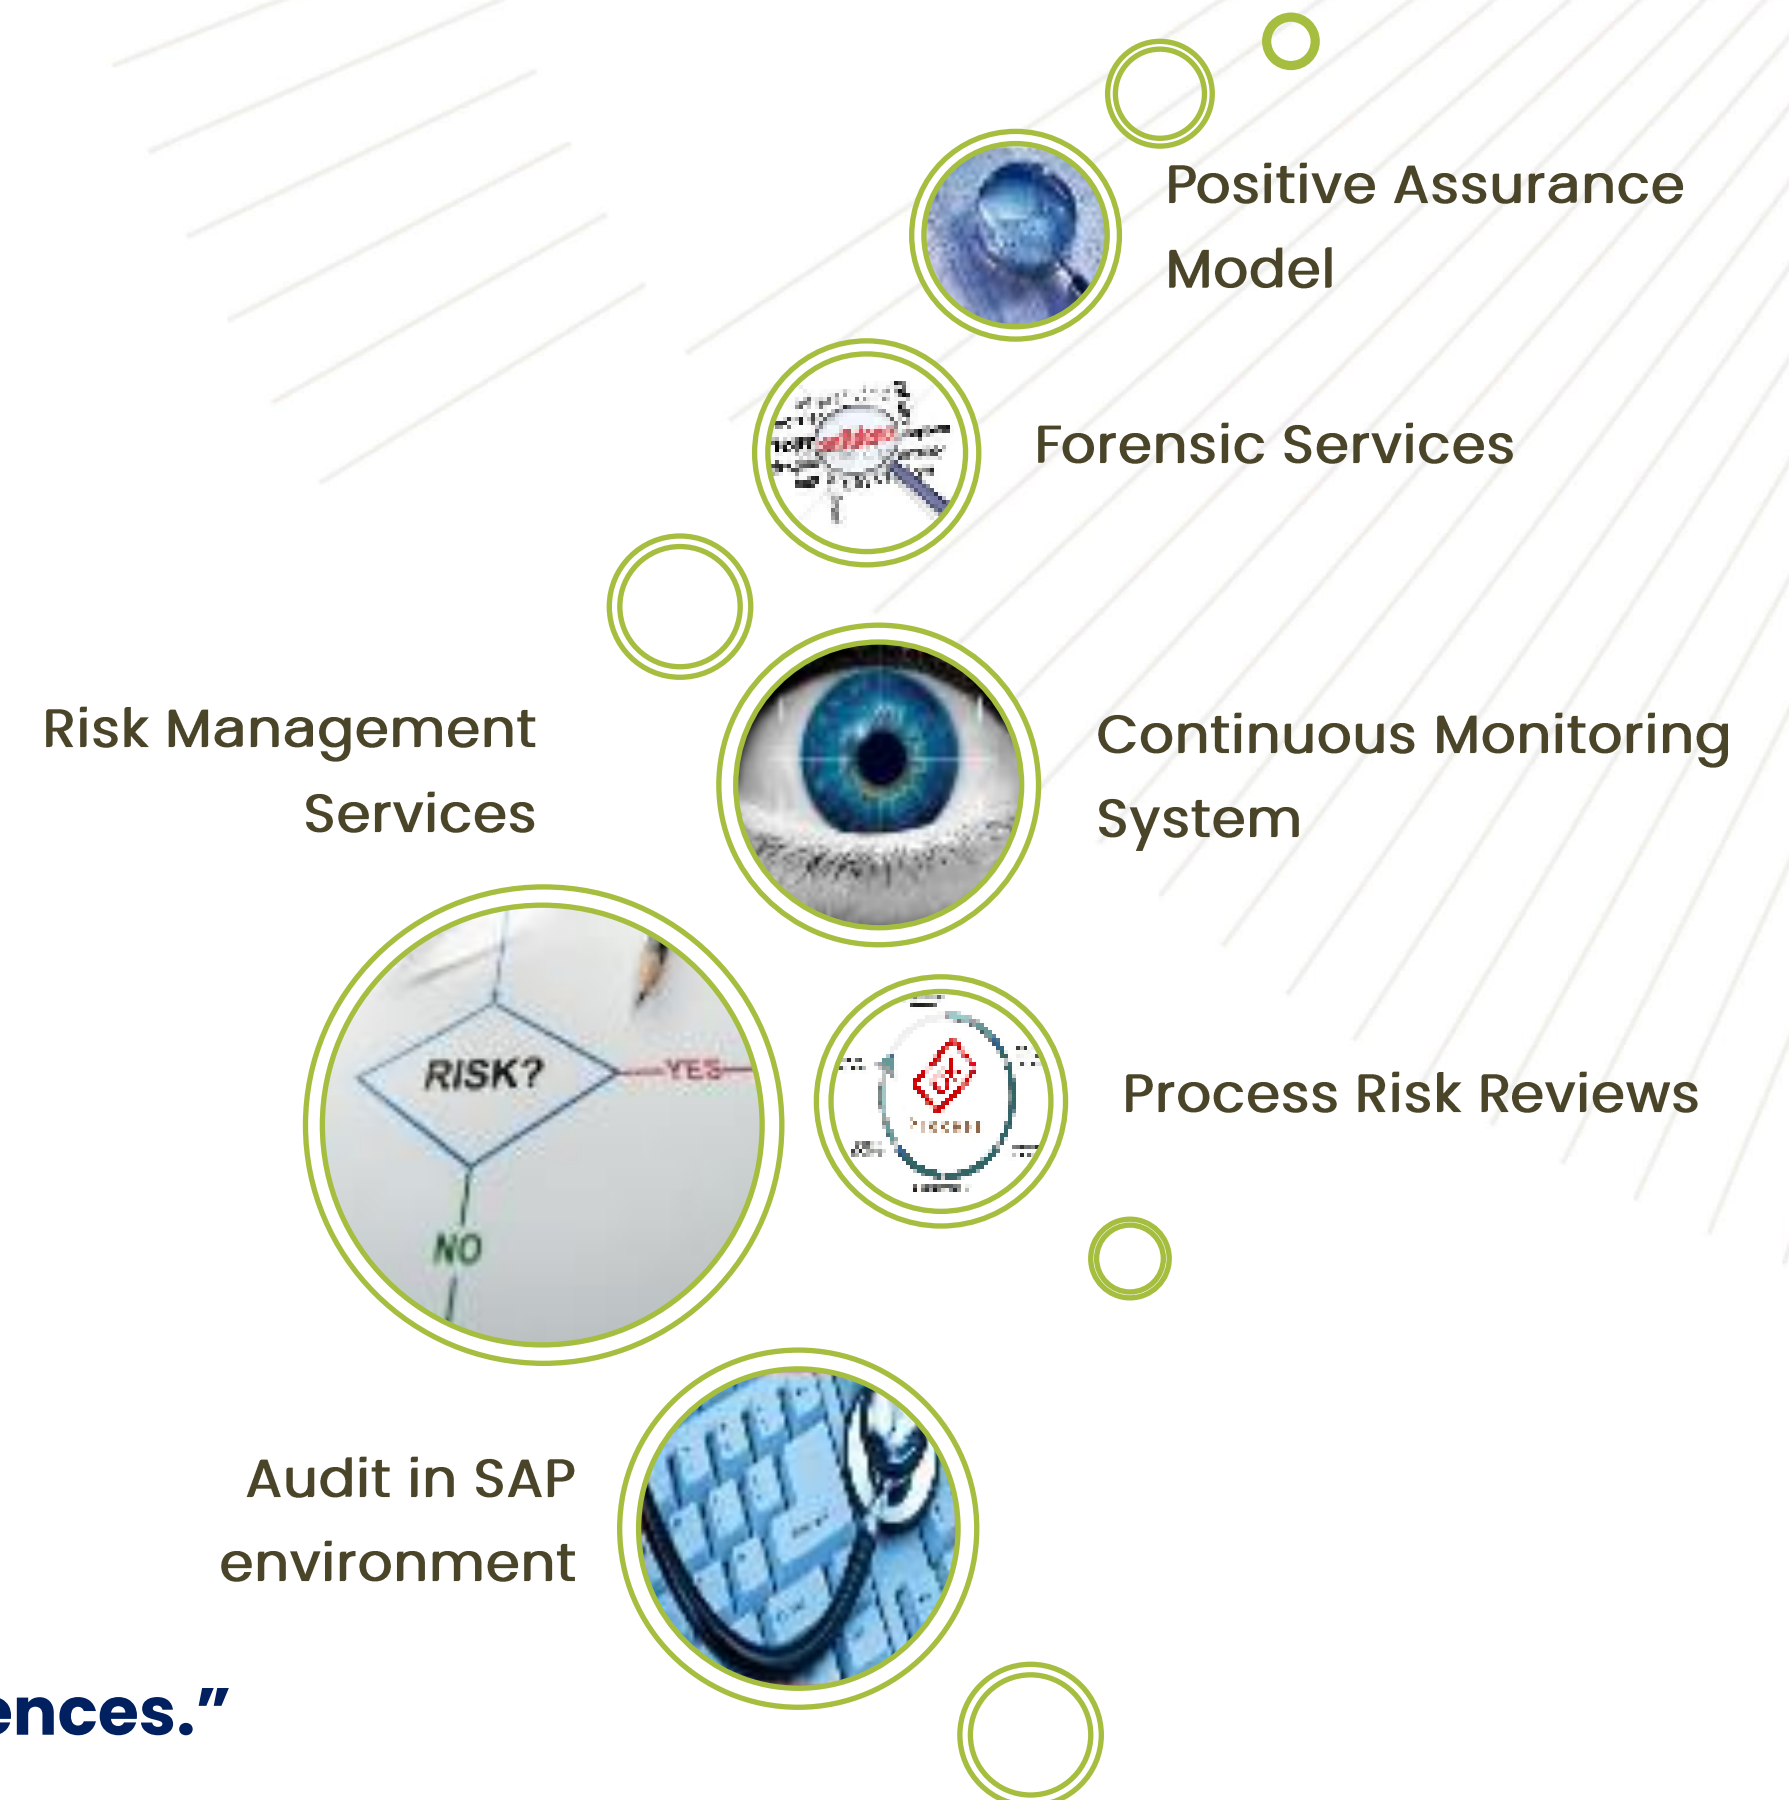 Positive Assurance
Model
Forensic Services
Risk Management
Services
Continuous Monitoring
System
RISK?
YES
NO
Process Risk Reviews
Audit in SAP
environment
ences.”